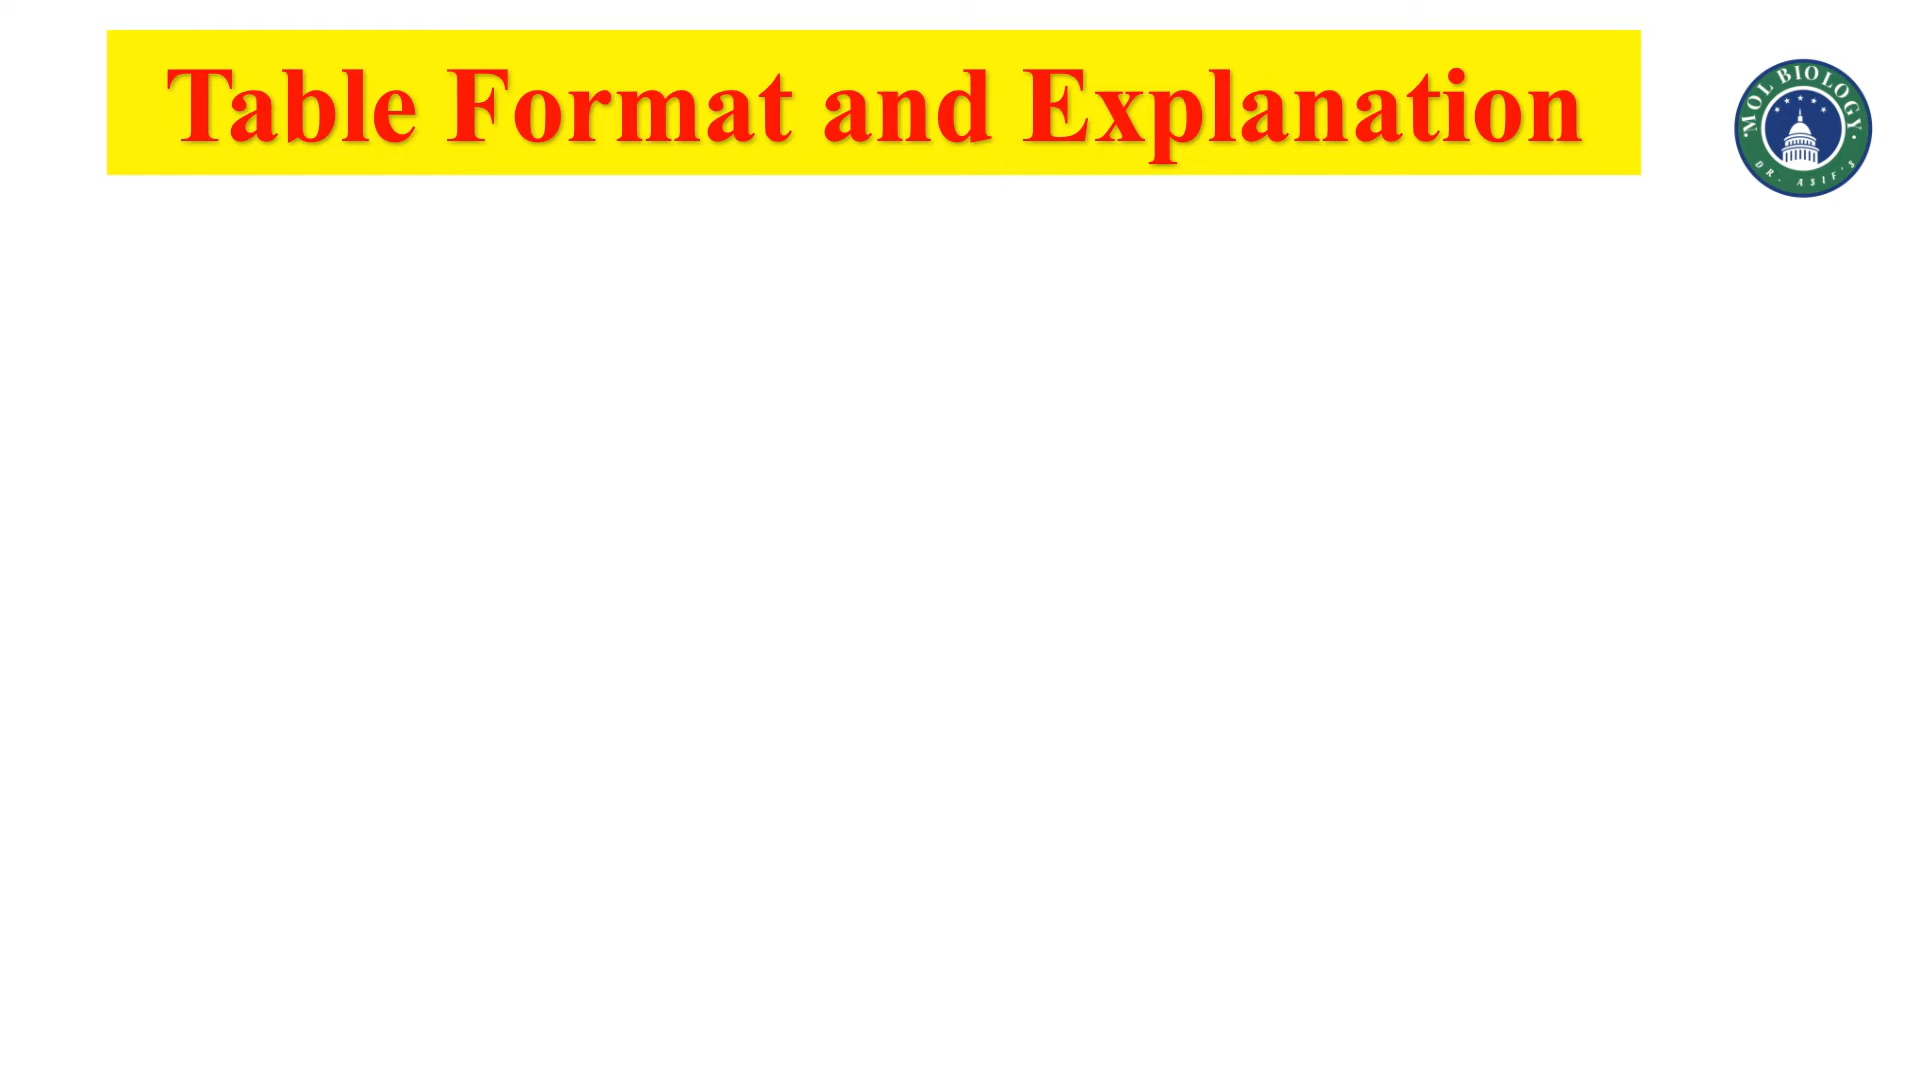 Table Format and Explanation
MOL BIOLOGY
DR. ASIF'S